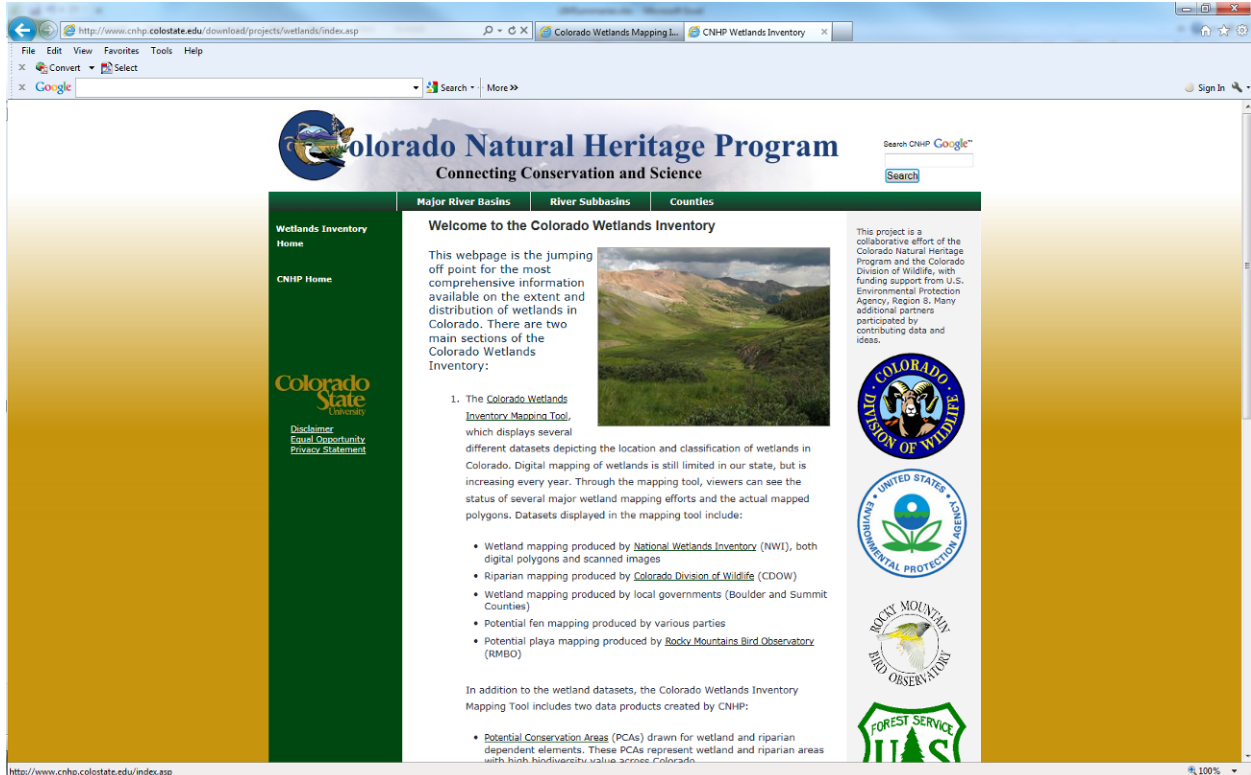 http://www.cnhp.colostate.edu/download/projects/wetlands/index.asp
Colorado Wetlands Mapping I...
CNHP Wetlands Inventory
File Edit View Favorites Tools Help
Convert Select
Google
Search
More >>
Sign In
olorado Natural Heritage Program
Connecting Conservation and Science
Search CNHP Google™
Search
Major River Basins
River Subbasins
Counties
Wetlands Inventory
Home
CNHP Home
Colorado
State
University
Disclaimer
Equal Opportunity
Privacy Statement
Welcome to the Colorado Wetlands Inventory
This webpage is the jumping
off point for the most
comprehensive information
available on the extent and
distribution of wetlands in
Colorado. There are two
main sections of the
Colorado Wetlands
Inventory:
1. The Colorado Wetlands
Inventory Mapping Tool,
which displays several
different datasets depicting the location and classification of wetlands in
Colorado. Digital mapping of wetlands is still limited in our state, but is
increasing every year. Through the mapping tool, viewers can see the
status of several major wetland mapping efforts and the actual mapped
polygons. Datasets displayed in the mapping tool include:
• Wetland mapping produced by National Wetlands Inventory (NWI), both
digital polygons and scanned images
• Riparian mapping produced by Colorado Division of Wildlife (CDOW)
• Wetland mapping produced by local governments (Boulder and Summit
Counties)
• Potential fen mapping produced by various parties
• Potential playa mapping produced by Rocky Mountains Bird Observatory
(RMBO)
In addition to the wetland datasets, the Colorado Wetlands Inventory
Mapping Tool includes two data products created by CNHP:
• Potential Conservation Areas (PCAs) drawn for wetland and riparian
dependent elements. These PCAs represent wetland and riparian areas
with high biodiversity value across Colorado.
This project is a
collaborative effort of the
Colorado Natural Heritage
Program and the Colorado
Division of Wildlife, with
funding support from U.S.
Environmental Protection
Agency, Region 8. Many
additional partners
participated by
contributing data and
ideas.
COLORADO
DIVISION OF WILDLIFE
UNITED STATES
ENVIRONMENTAL PROTECTION AGENCY
ROCKY MOUNTAIN
BIRD OBSERVATORY
FOREST SERVICE
U S
http://www.cnhp.colostate.edu/index.asp
100%